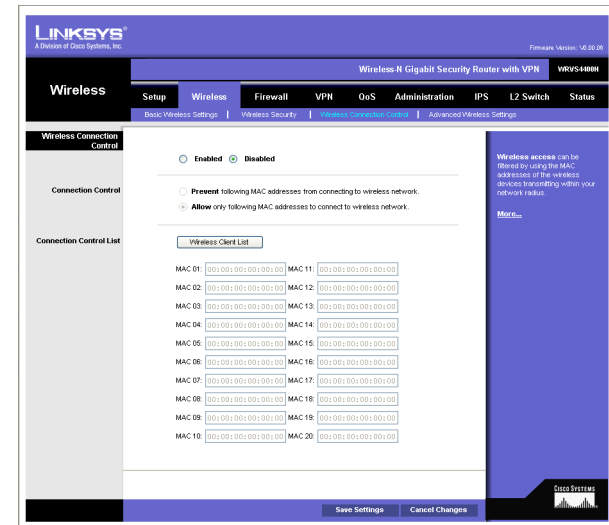 LINKSYS®
A Division of Cisco Systems, Inc.
Firmware Version: V0.00.00
Wireless-N Gigabit Security Router with VPN WRVS4400N
Wireless
Setup Wireless Firewall VPN QoS Administration IPS L2 Switch Status
Basic Wireless Settings | Wireless Security | Wireless Connection Control | Advanced Wireless Settings
Wireless Connection Control
Enabled Disabled
Connection Control
Prevent following MAC addresses from connecting to wireless network.
Allow only following MAC addresses to connect to wireless network.
Connection Control List
Wireless Client List
MAC 01: 00:00:00:00:00:00 MAC 11: 00:00:00:00:00:00
MAC 02: 00:00:00:00:00:00 MAC 12: 00:00:00:00:00:00
MAC 03: 00:00:00:00:00:00 MAC 13: 00:00:00:00:00:00
MAC 04: 00:00:00:00:00:00 MAC 14: 00:00:00:00:00:00
MAC 05: 00:00:00:00:00:00 MAC 15: 00:00:00:00:00:00
MAC 06: 00:00:00:00:00:00 MAC 16: 00:00:00:00:00:00
MAC 07: 00:00:00:00:00:00 MAC 17: 00:00:00:00:00:00
MAC 08: 00:00:00:00:00:00 MAC 18: 00:00:00:00:00:00
MAC 09: 00:00:00:00:00:00 MAC 19: 00:00:00:00:00:00
MAC 10: 00:00:00:00:00:00 MAC 20: 00:00:00:00:00:00
Wireless access can be
filtered by using the MAC
addresses of the wireless
devices transmitting within your
network radius.
More...
Save Settings Cancel Changes
CISCO SYSTEMS